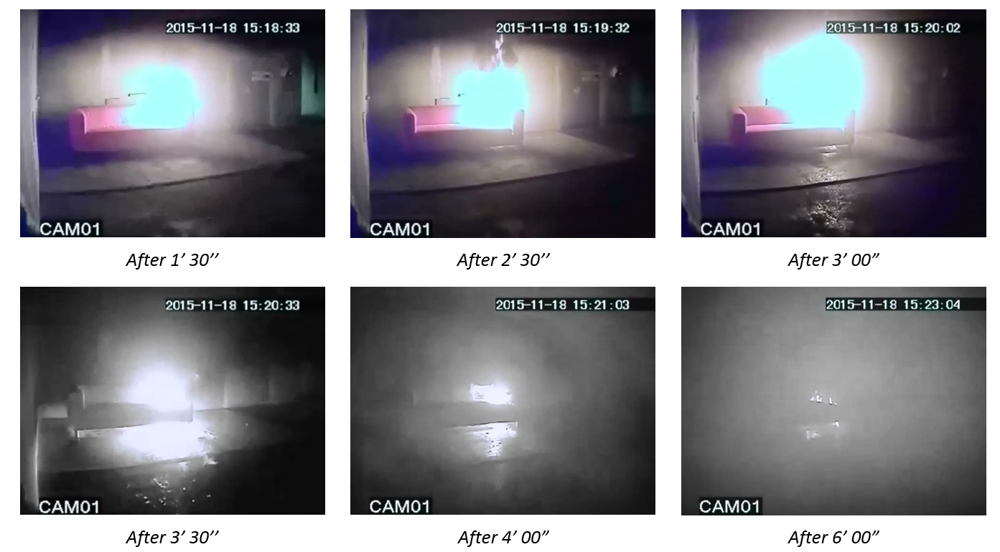 2015-11-18 15:18:33
CAM01
After 1’ 30’’
2015-11-18 15:19:32
CAM01
After 2’ 30’’
2015-11-18 15:20:02
CAM01
After 3’ 00”
2015-11-18 15:20:33
CAM01
After 3’ 30’’
2015-11-18 15:21:03
CAM01
After 4’ 00”
2015-11-18 15:23:04
CAM01
After 6’ 00”